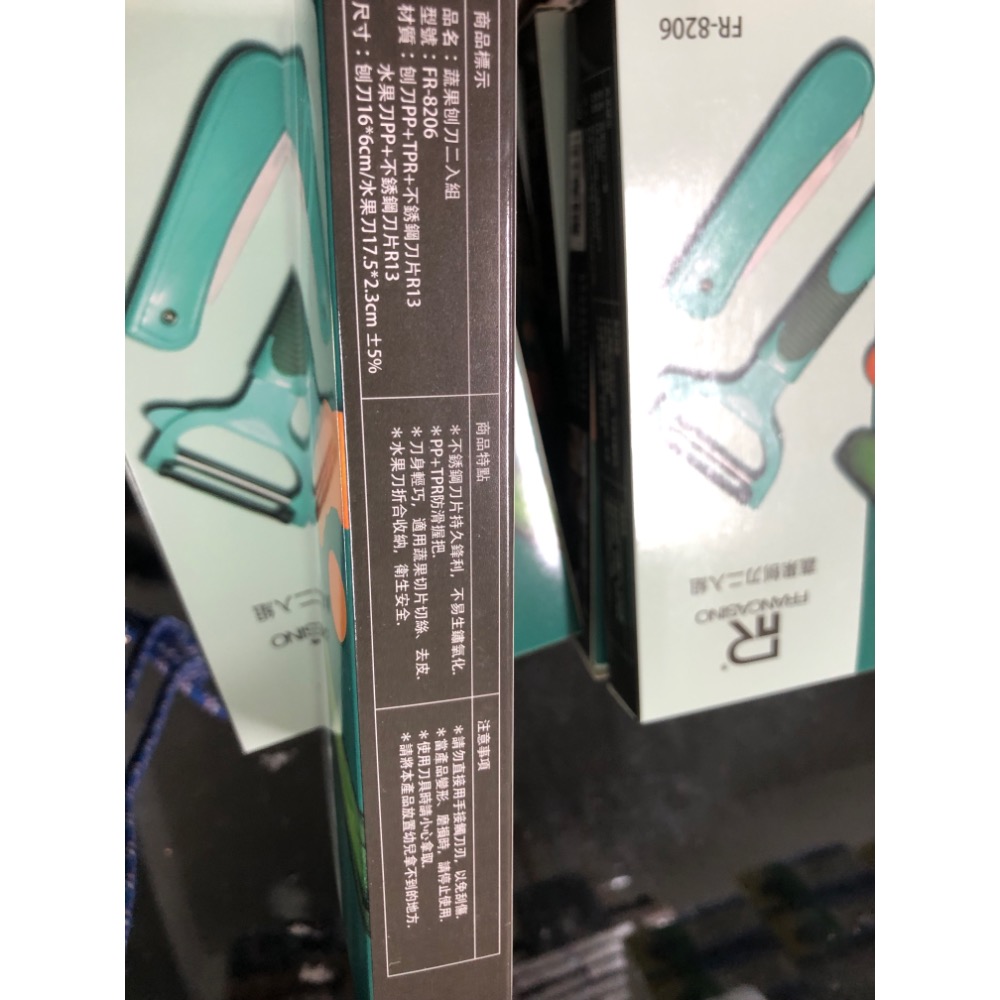 商品標示
品名：蔬果刨刀二入組
型號：FR-8206
材質：刨刀PP+TPR+不銹鋼刀片R13
水果刀PP+不銹鋼刀片R13
尺寸：刨刀16*6cm/水果刀17.5*2.3cm ±5%
商品特點
*不銹鋼刀片持久鋒利，不易生鏽氧化.
*PP+TPR防滑握把.
*刀身輕巧，適用蔬果切片切絲、去皮.
*水果刀折合收納，衛生安全.
注意事項
*請勿直接用手接觸刀刃，以免刮傷.
*當產品變形、磨損時，請停止使用.
*使用刀具時請小心拿取.
*請將本產品放置幼兒拿不到的地方.
FR-8206
FR
FRANCASINO
蔬果刨刀二入組
SINO
二入組